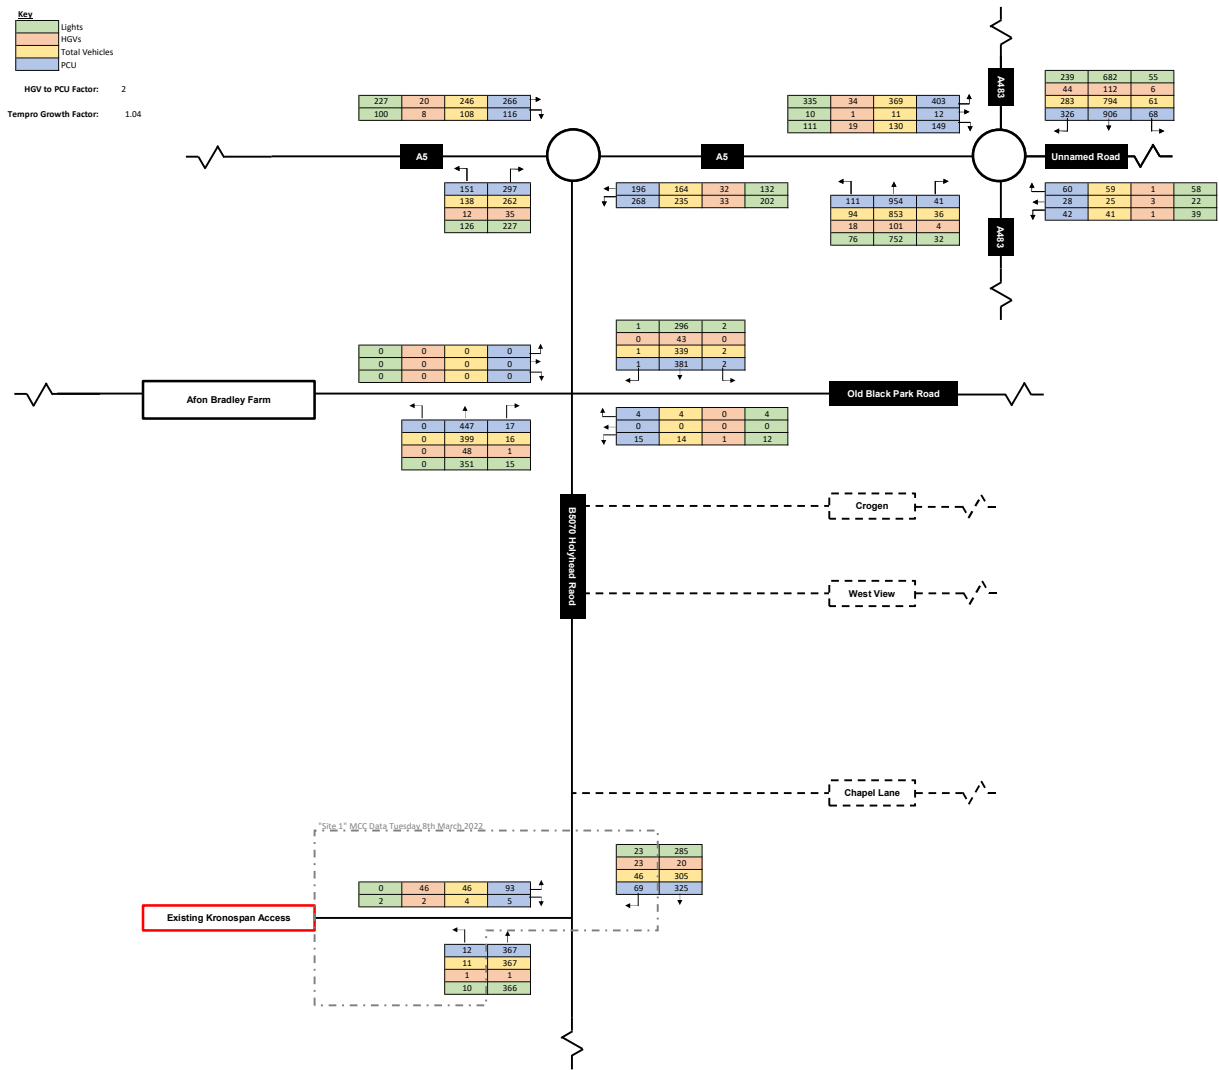 Key
Lights
HGVs
Total Vehicles
PCU
HGV to PCU Factor: 2
Tempro Growth Factor: 1.04
227 20 246 266
100 8 108 116
335 34 369 403
10 1 11 12
111 19 130 149
A483
239 682 55
44 112 6
283 794 61
326 906 68
A5
A5
Unnamed Road
151 297
138 262
12 35
126 227
196 164 32 132
268 235 33 202
111 954 41
94 853 36
18 101 4
76 752 32
60 59 1 58
28 25 3 22
42 41 1 39
A483
0 0 0 0
0 0 0 0
0 0 0 0
1 296 2
0 43 0
1 339 2
1 381 2
Afon Bradley Farm
Old Black Park Road
0 447 17
0 399 16
0 48 1
0 351 15
4 4 0 4
0 0 0 0
15 14 1 12
B5070 Holyhead Raod
Crogen
West View
Chapel Lane
"Site 1" MCC Data Tuesday 8th March 2022
23 285
23 20
46 305
69 325
0 46 46 93
2 2 4 5
Existing Kronospan Access
12 367
11 367
1 1
10 366